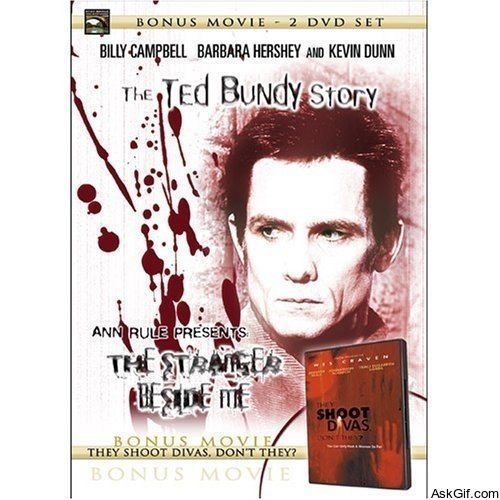 BONUS MOVIE - 2 DVD SET
BILLY CAMPBELL BARBARA HERSHEY AND KEVIN DUNN
THE TED BUNDY STORY
ANN RULE PRESENTS
THE STRANGER
BESIDE ME
WES CRAVEN
THEY
SHOOT
DIVAS,
DON'T THEY?
BONUS MOVIE
THEY SHOOT DIVAS, DON'T THEY?
BONUS MOVIE
AskGif.com